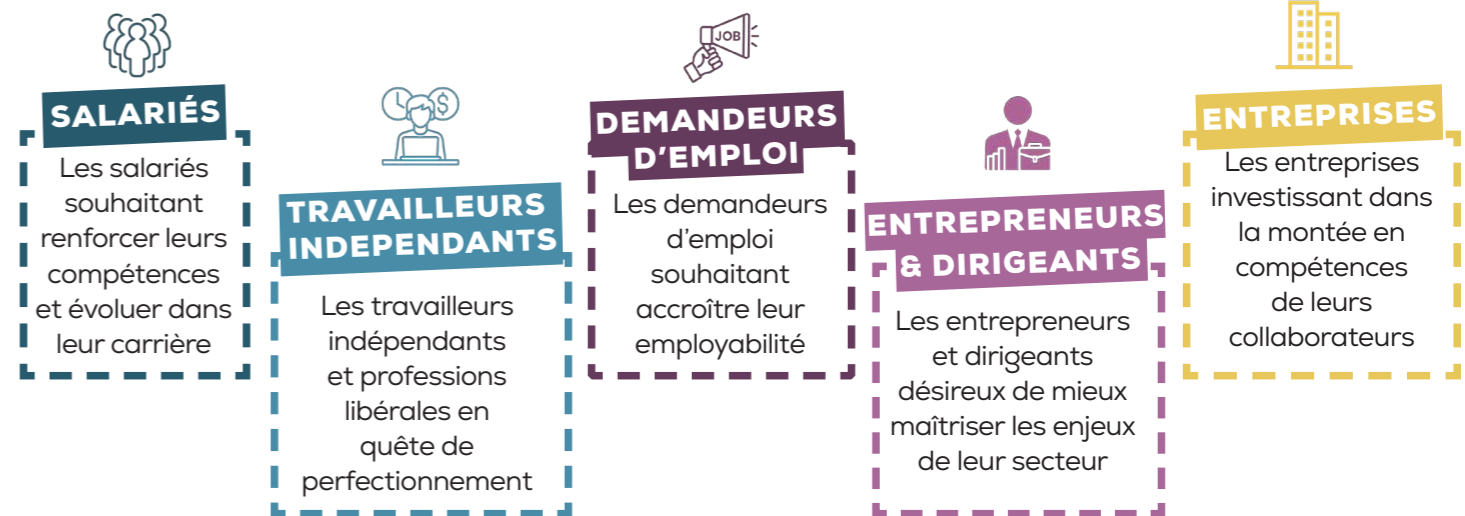 SALARIÉS
Les salariés
souhaitant
renforcer leurs
compétences
et évoluer dans
leur carrière
TRAVAILLEURS
INDEPENDANTS
Les travailleurs
indépendants
et professions
libérales en
quête de
perfectionnement
JOB
DEMANDEURS
D'EMPLOI
Les demandeurs
d'emploi
souhaitant
accroître leur
employabilité
ENTREPRENEURS
& DIRIGEANTS
Les entrepreneurs
et dirigeants
désireux de mieux
maîtriser les enjeux
de leur secteur
ENTREPRISES
Les entreprises
investissant dans
la montée en
compétences
de leurs
collaborateurs